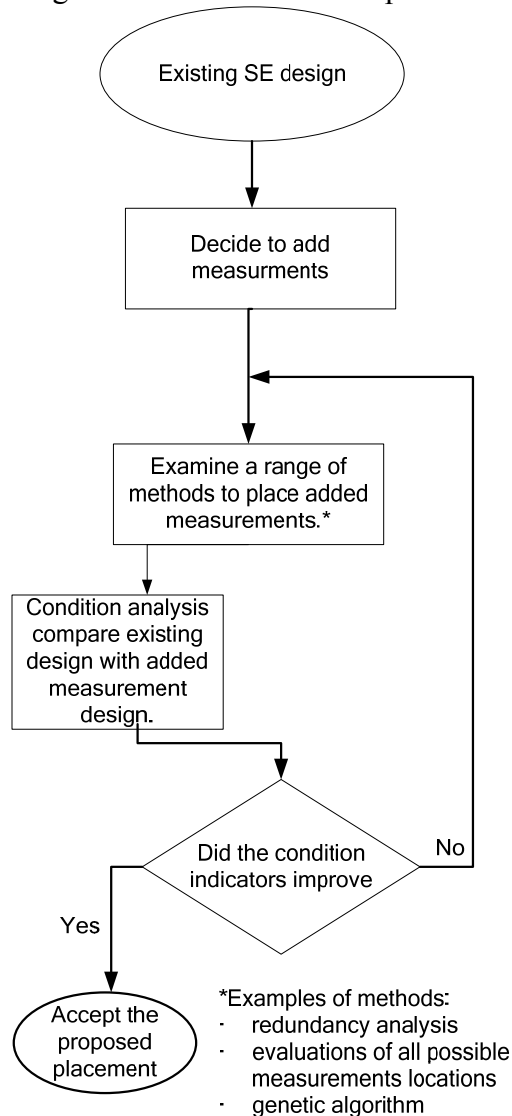 Existing SE design
Decide to add
measurments
Examine a range of
methods to place added
measurements.*
Condition analysis
compare existing
design with added
measurement
design.
Did the condition
indicators improve
No
Yes
Accept the
proposed
placement
*Examples of methods:
- redundancy analysis
- evaluations of all possible
measurements locations
- genetic algorithm